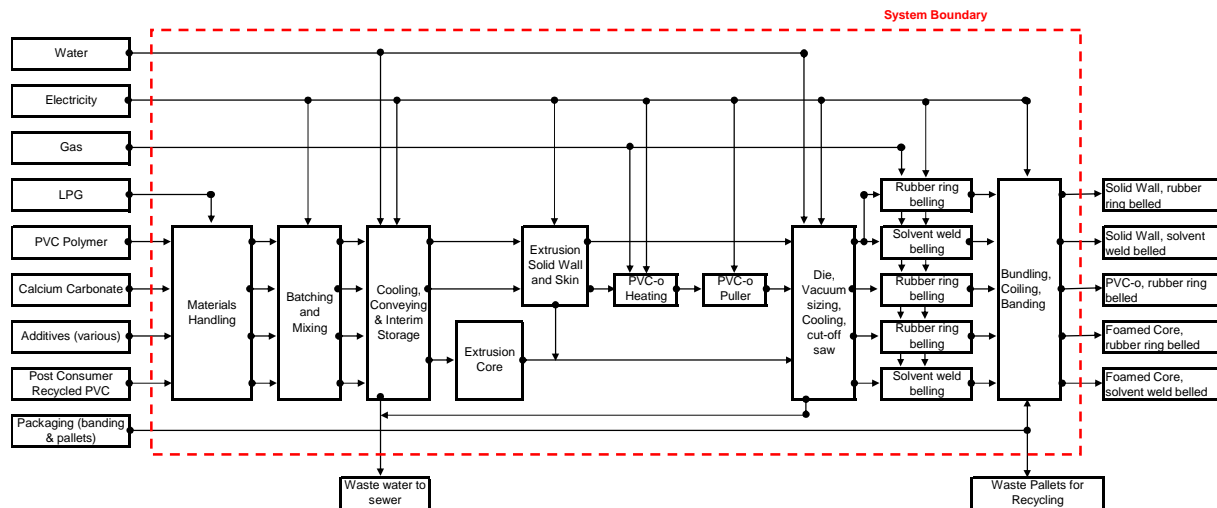 System Boundary
Water
Electricity
Gas
LPG
PVC Polymer
Calcium Carbonate
Additives (various)
Post Consumer
Recycled PVC
Packaging (banding
& pallets)
Materials
Handling
Batching
and
Mixing
Cooling,
Conveying
& Interim
Storage
Extrusion
Solid Wall
and Skin
Extrusion
Core
PVC-o
Heating
PVC-o
Puller
Die,
Vacuum
sizing,
Cooling,
cut-off
saw
Rubber ring
belling
Solvent weld
belling
Rubber ring
belling
Rubber ring
belling
Solvent weld
belling
Bundling,
Coiling,
Banding
Solid Wall, rubber
ring belled
Solid Wall, solvent
weld belled
PVC-o, rubber ring
belled
Foamed Core,
rubber ring belled
Foamed Core,
solvent weld belled
Waste water to
sewer
Waste Pallets for
Recycling